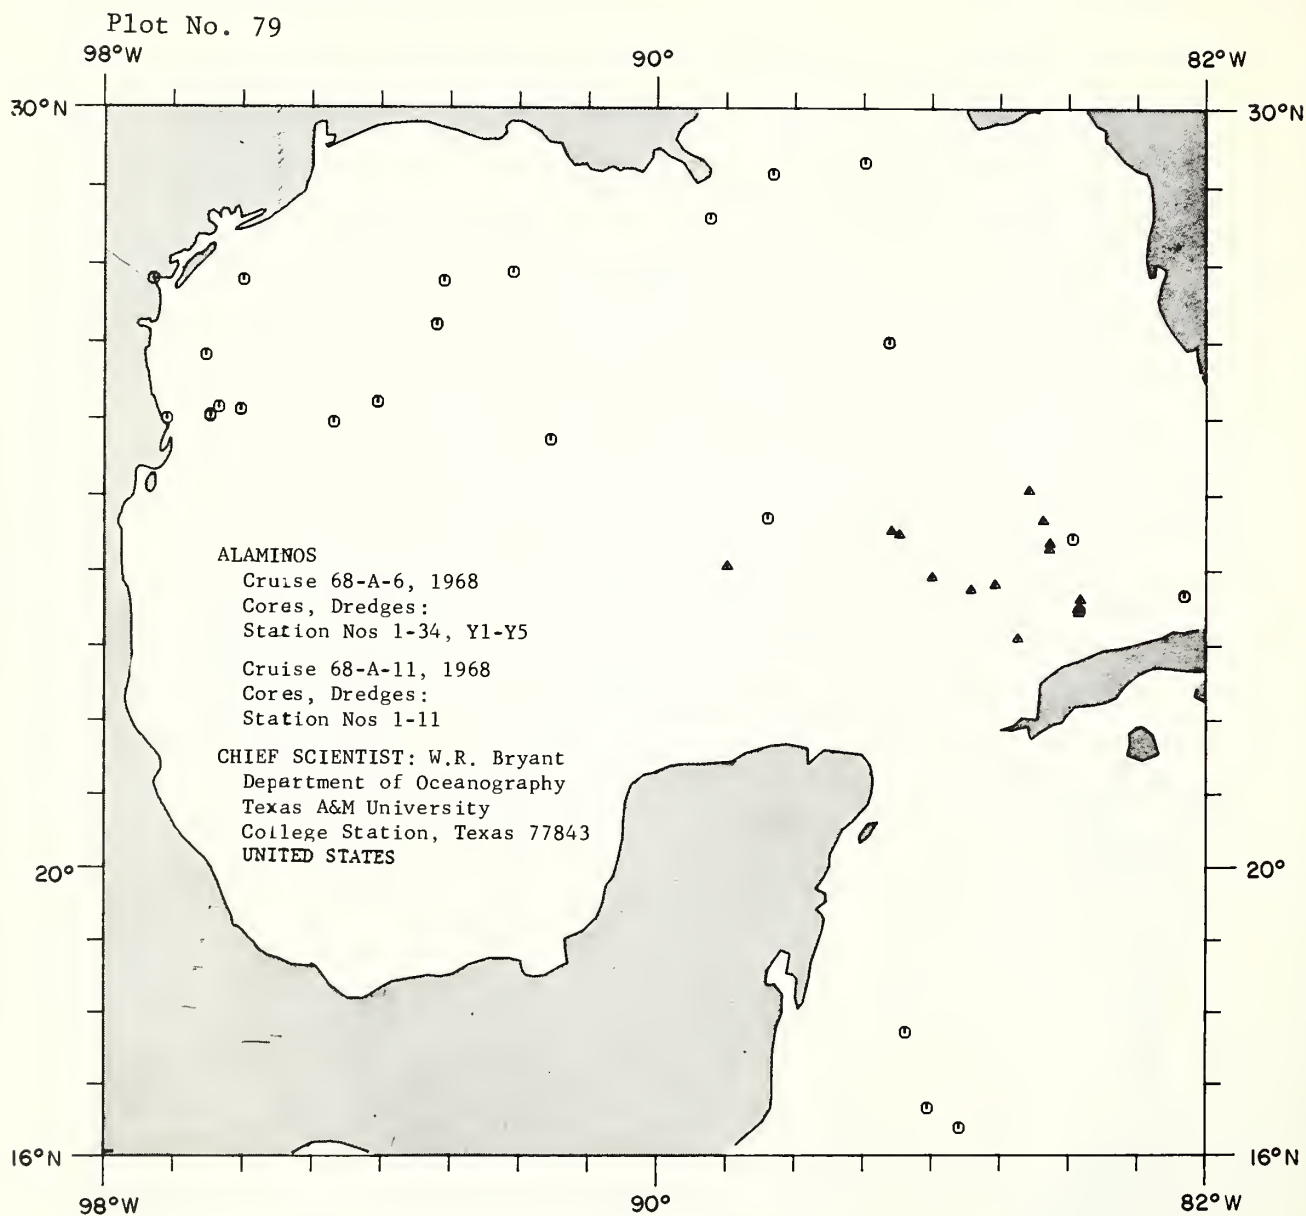 Plot No. 79
98°W 90° 82°W
30°N 30°N
ALAMINOS
Cruise 68-A-6, 1968
Cores, Dredges:
Station Nos 1-34, Y1-Y5
Cruise 68-A-11, 1968
Cores, Dredges:
Station Nos 1-11
CHIEF SCIENTIST: W.R. Bryant
Department of Oceanography
Texas A&M University
College Station, Texas 77843
UNITED STATES
20° 20°
16°N 16°N
98°W 90° 82°W